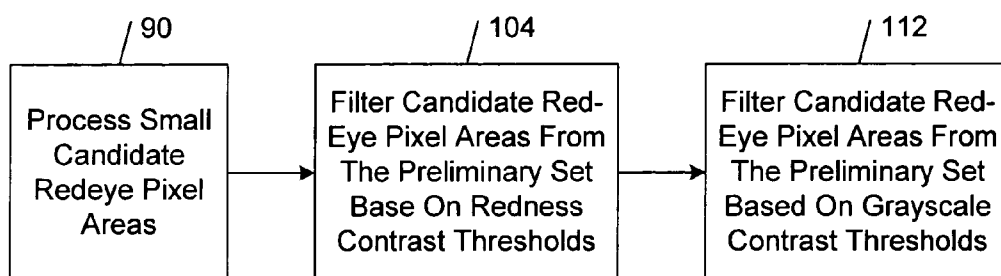 90
104
112
Process Small
Candidate
Redeye Pixel
Areas
Filter Candidate Red-
Eye Pixel Areas From
The Preliminary Set
Base On Redness
Contrast Thresholds
Filter Candidate Red-
Eye Pixel Areas From
The Preliminary Set
Based On Grayscale
Contrast Thresholds